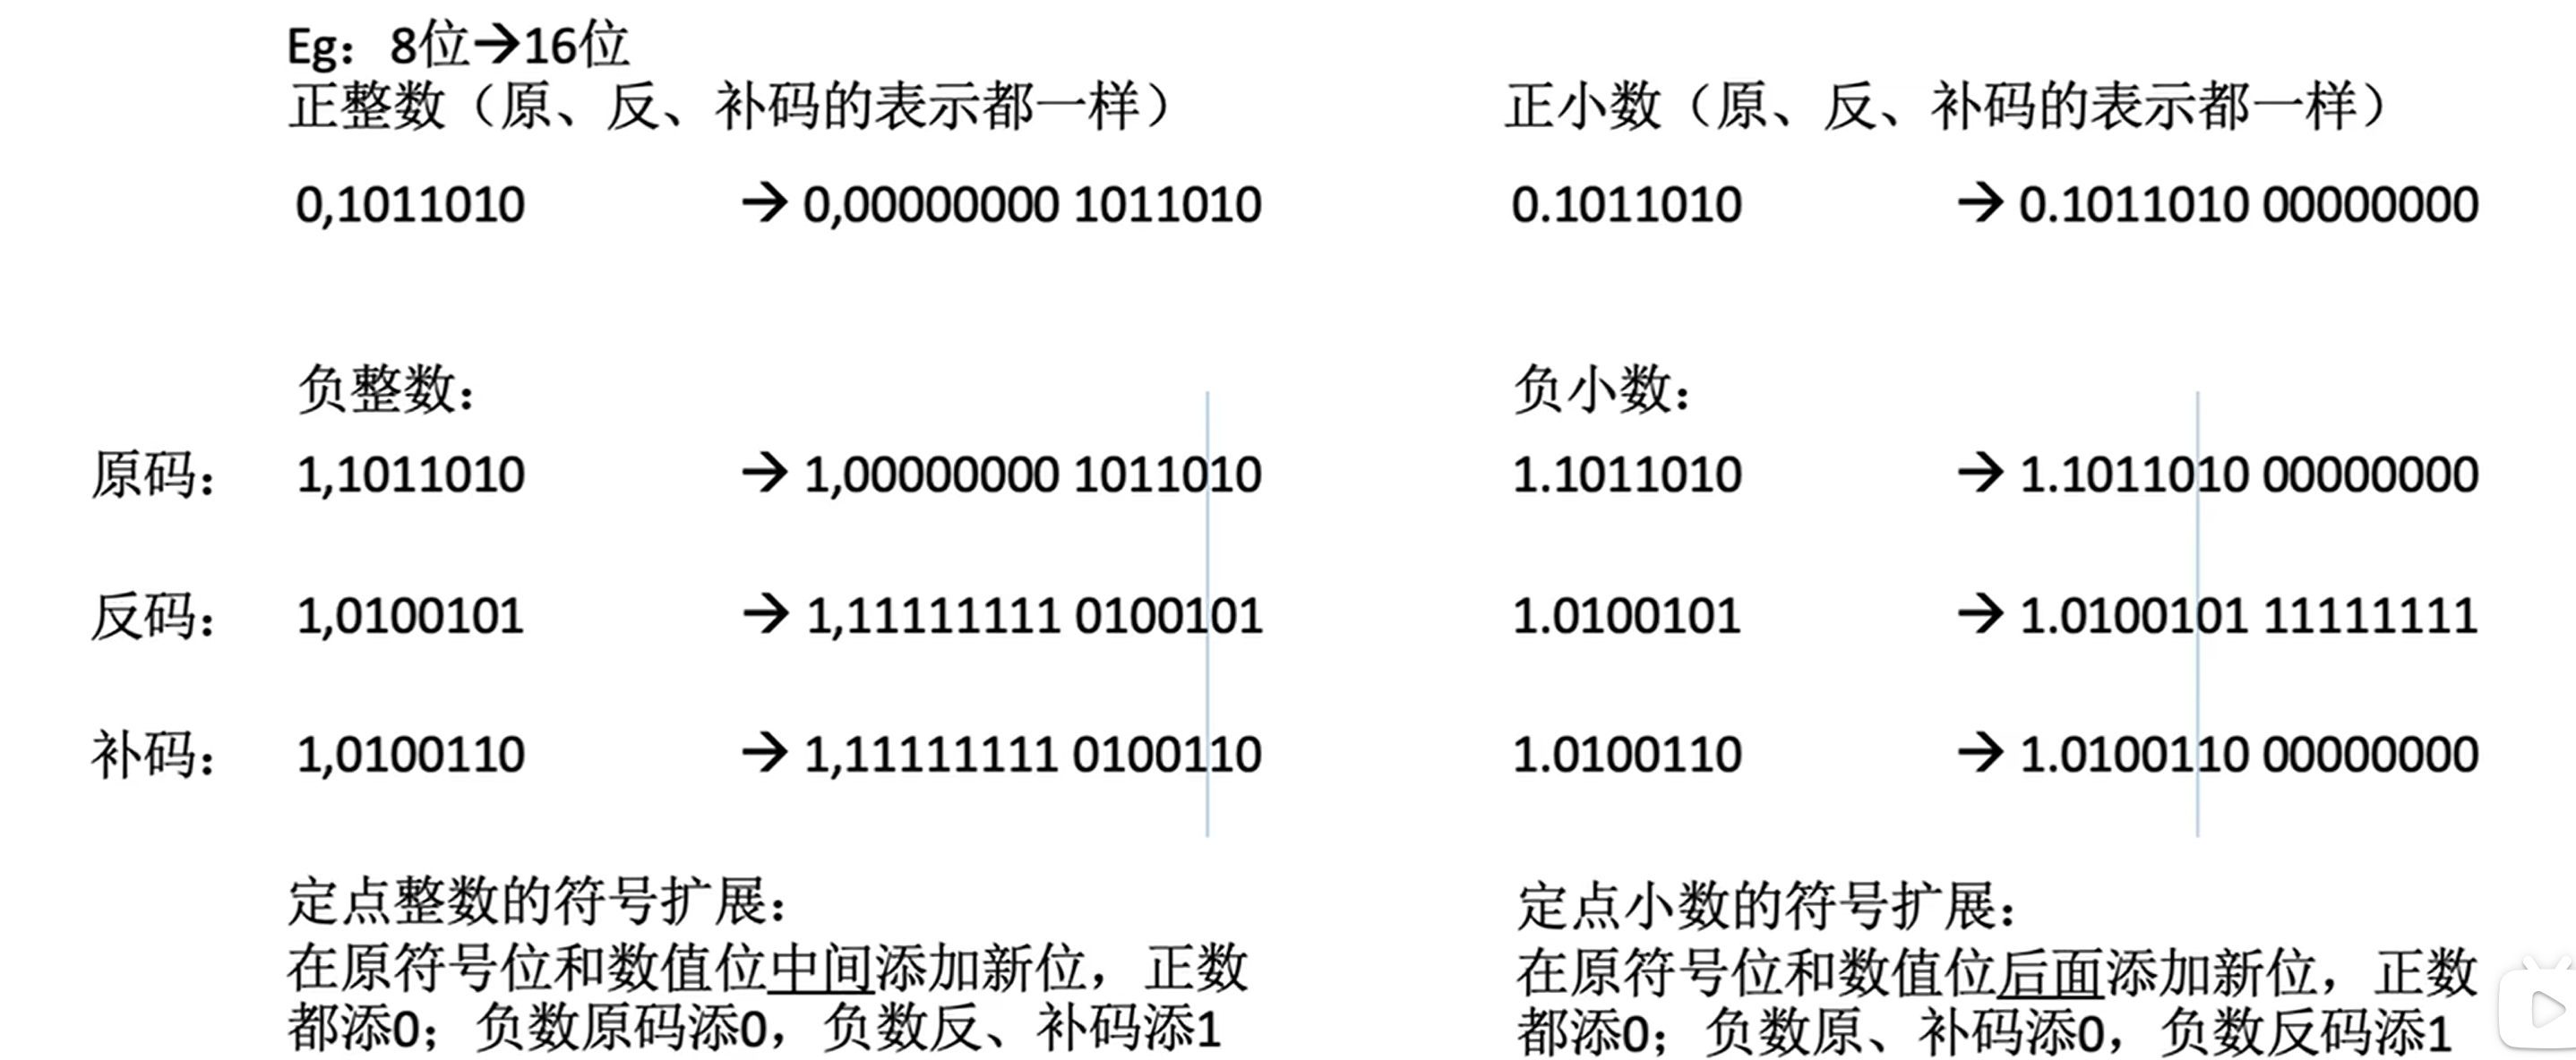 Eg：8位→16位
正整数（原、反、补码的表示都一样）
0,1011010 → 0,00000000 1011010
负整数：
原码： 1,1011010 → 1,00000000 1011010
反码： 1,0100101 → 1,11111111 0100101
补码： 1,0100110 → 1,11111111 0100110
定点整数的符号扩展：
在原符号位和数值位中间添加新位，正数
都添0；负数原码添0，负数反、补码添1
正小数（原、反、补码的表示都一样）
0.1011010 → 0.1011010 00000000
负小数：
1.1011010 → 1.1011010 00000000
1.0100101 → 1.0100101 11111111
1.0100110 → 1.0100110 00000000
定点小数的符号扩展：
在原符号位和数值位后面添加新位，正数
都添0；负数原、补码添0，负数反码添1